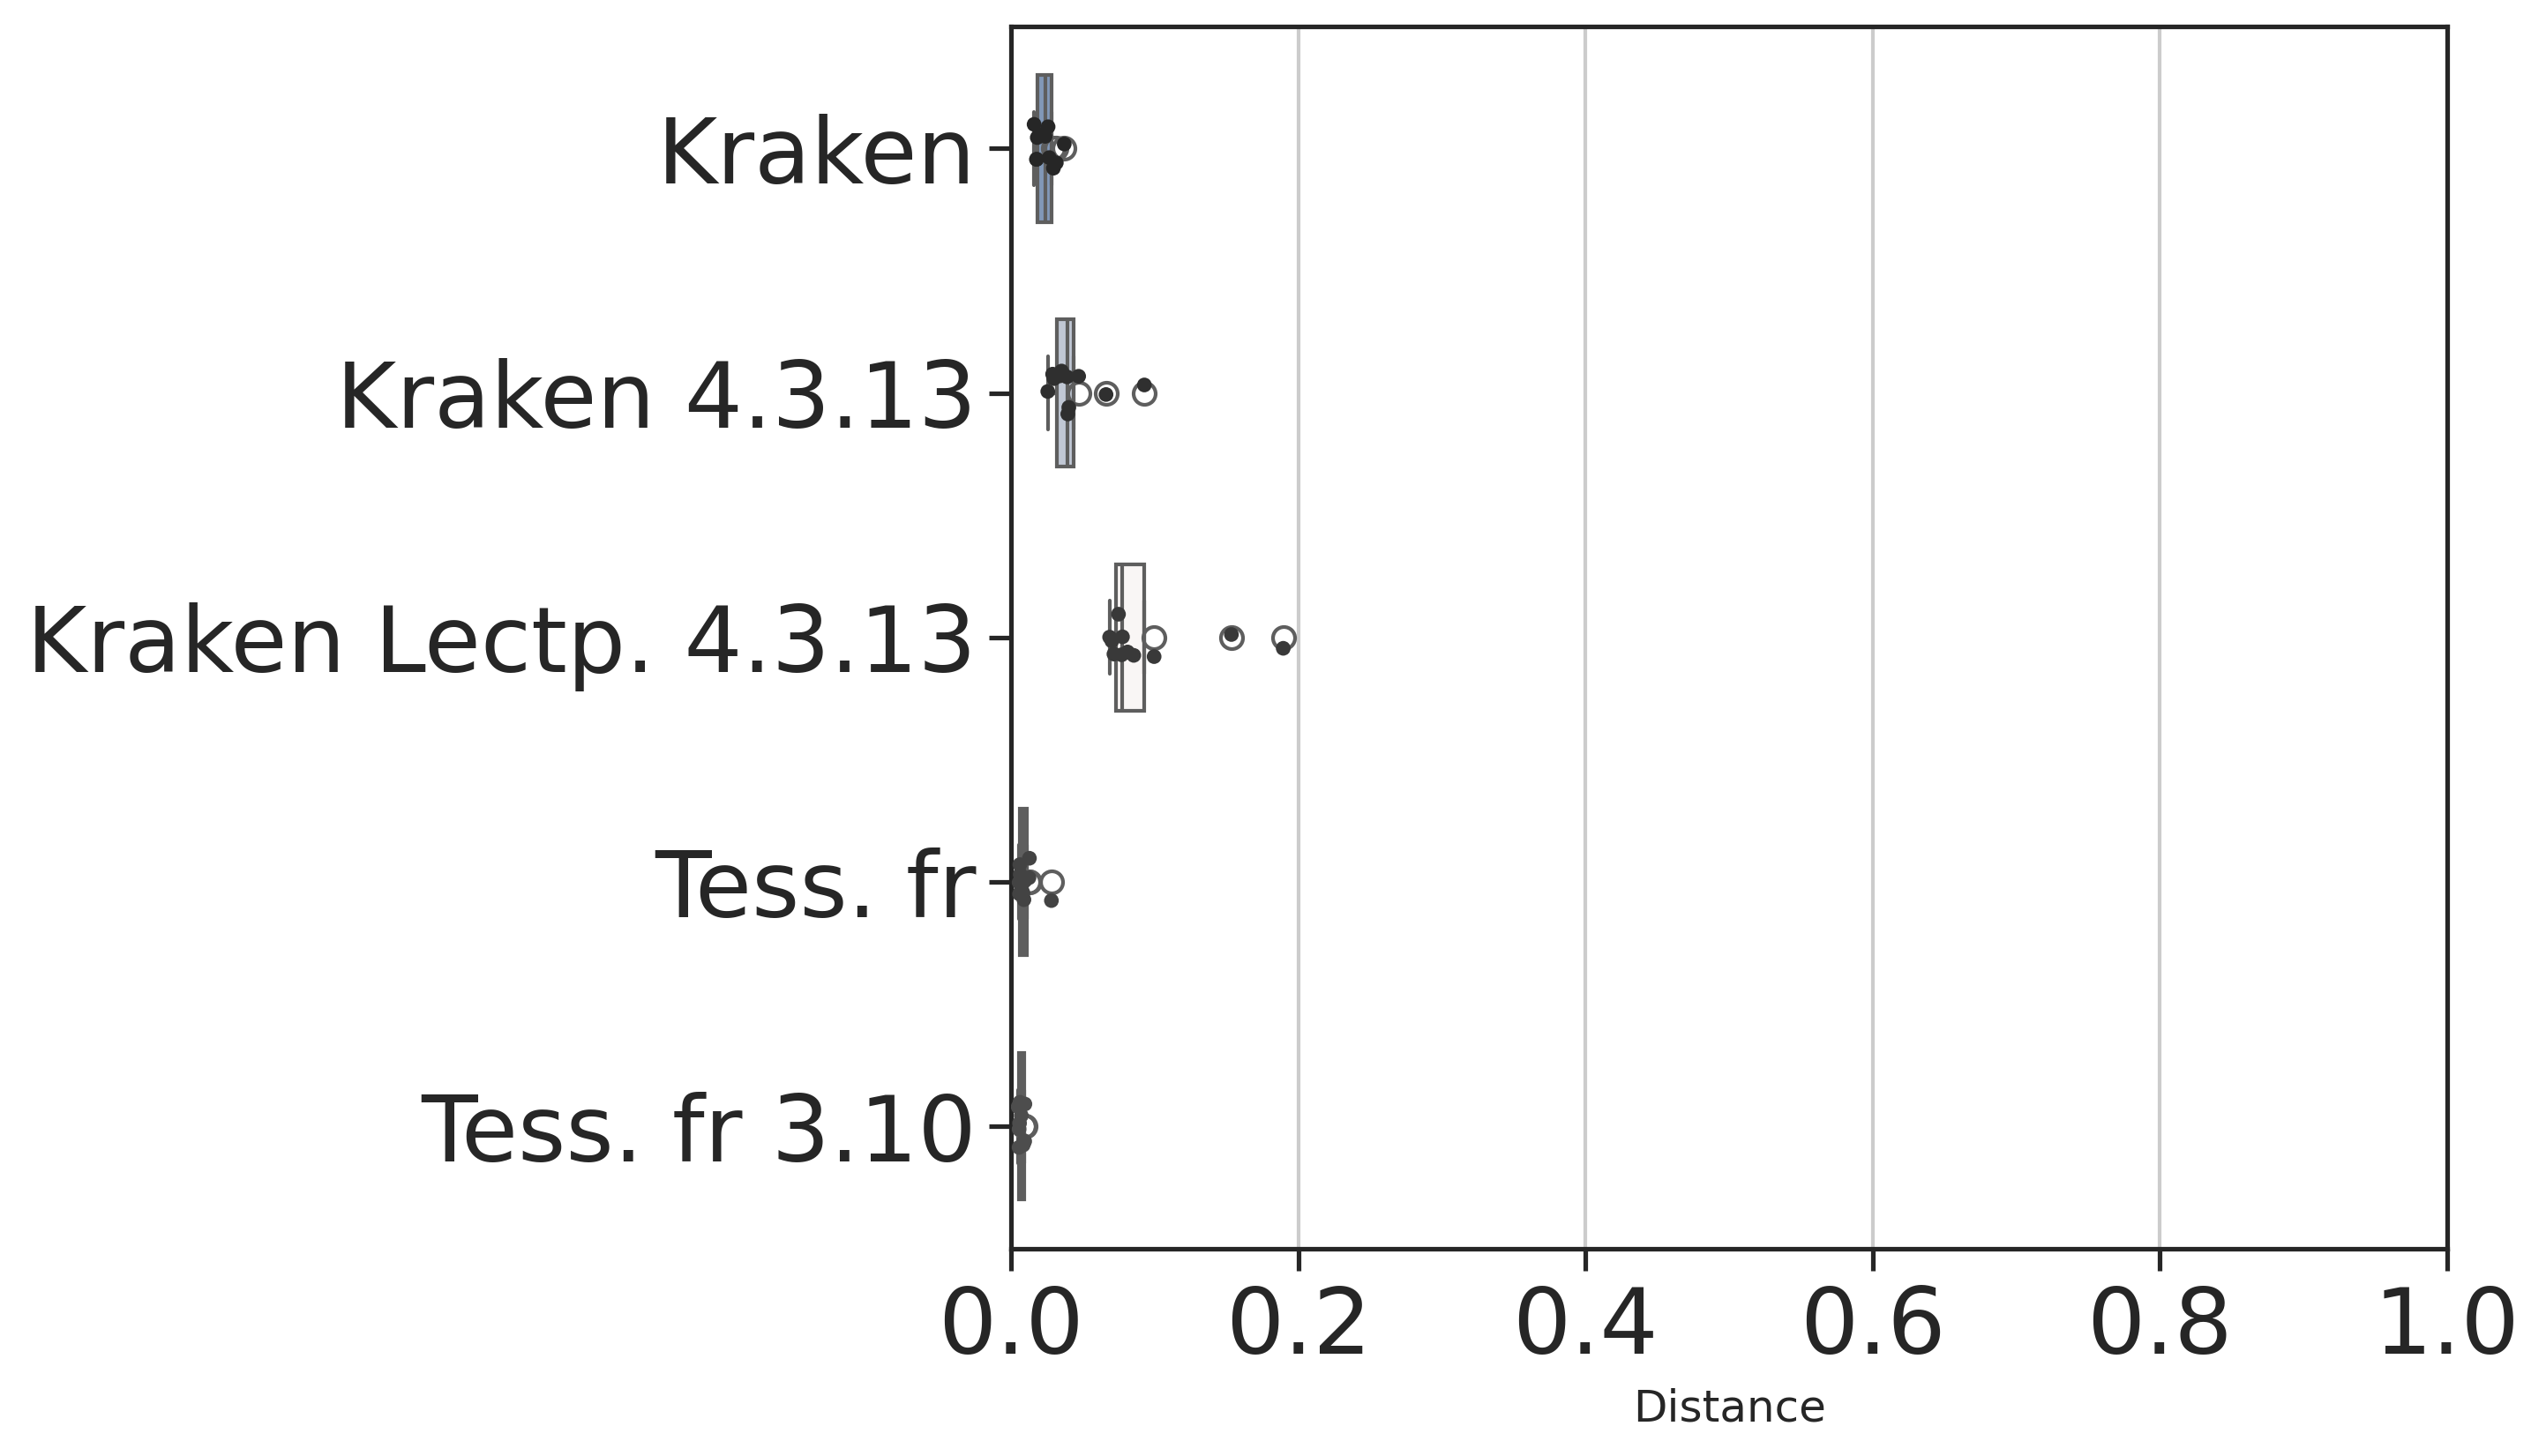 Kraken
Kraken 4.3.13
Kraken Lectp. 4.3.13
Tess. fr
Tess. fr 3.10
0.0 0.2 0.4 0.6 0.8 1.0
Distance